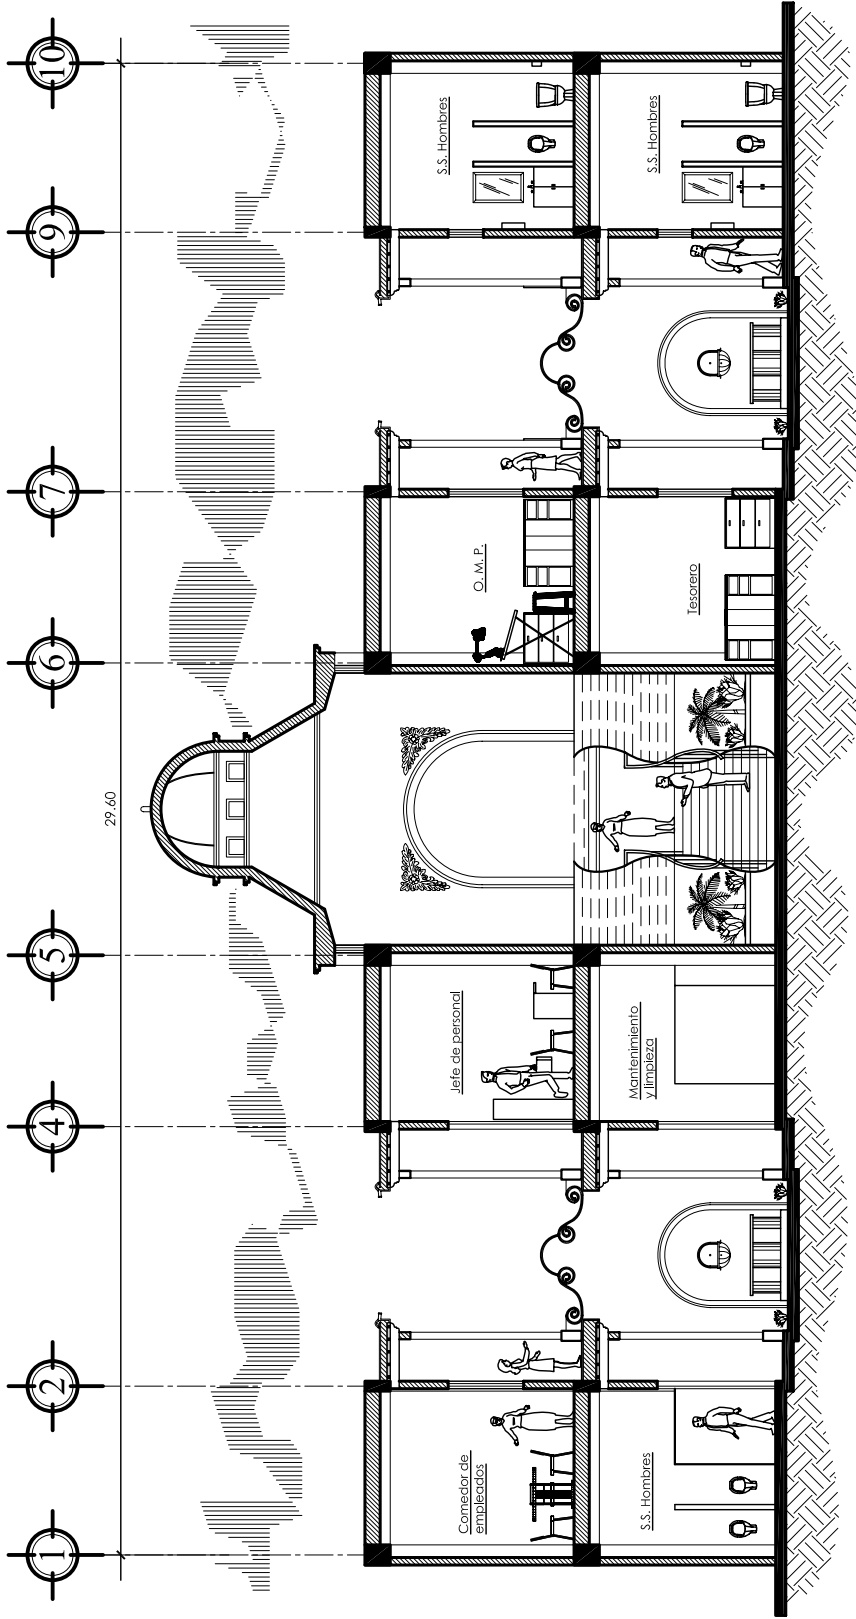 1
2
4
5
6
7
9
10
29.60
Comedor de
empleados
Jefe de personal
O. M. P.
S.S. Hombres
S.S. Hombres
Mantenimiento
y limpieza
Tesorero
S.S. Hombres